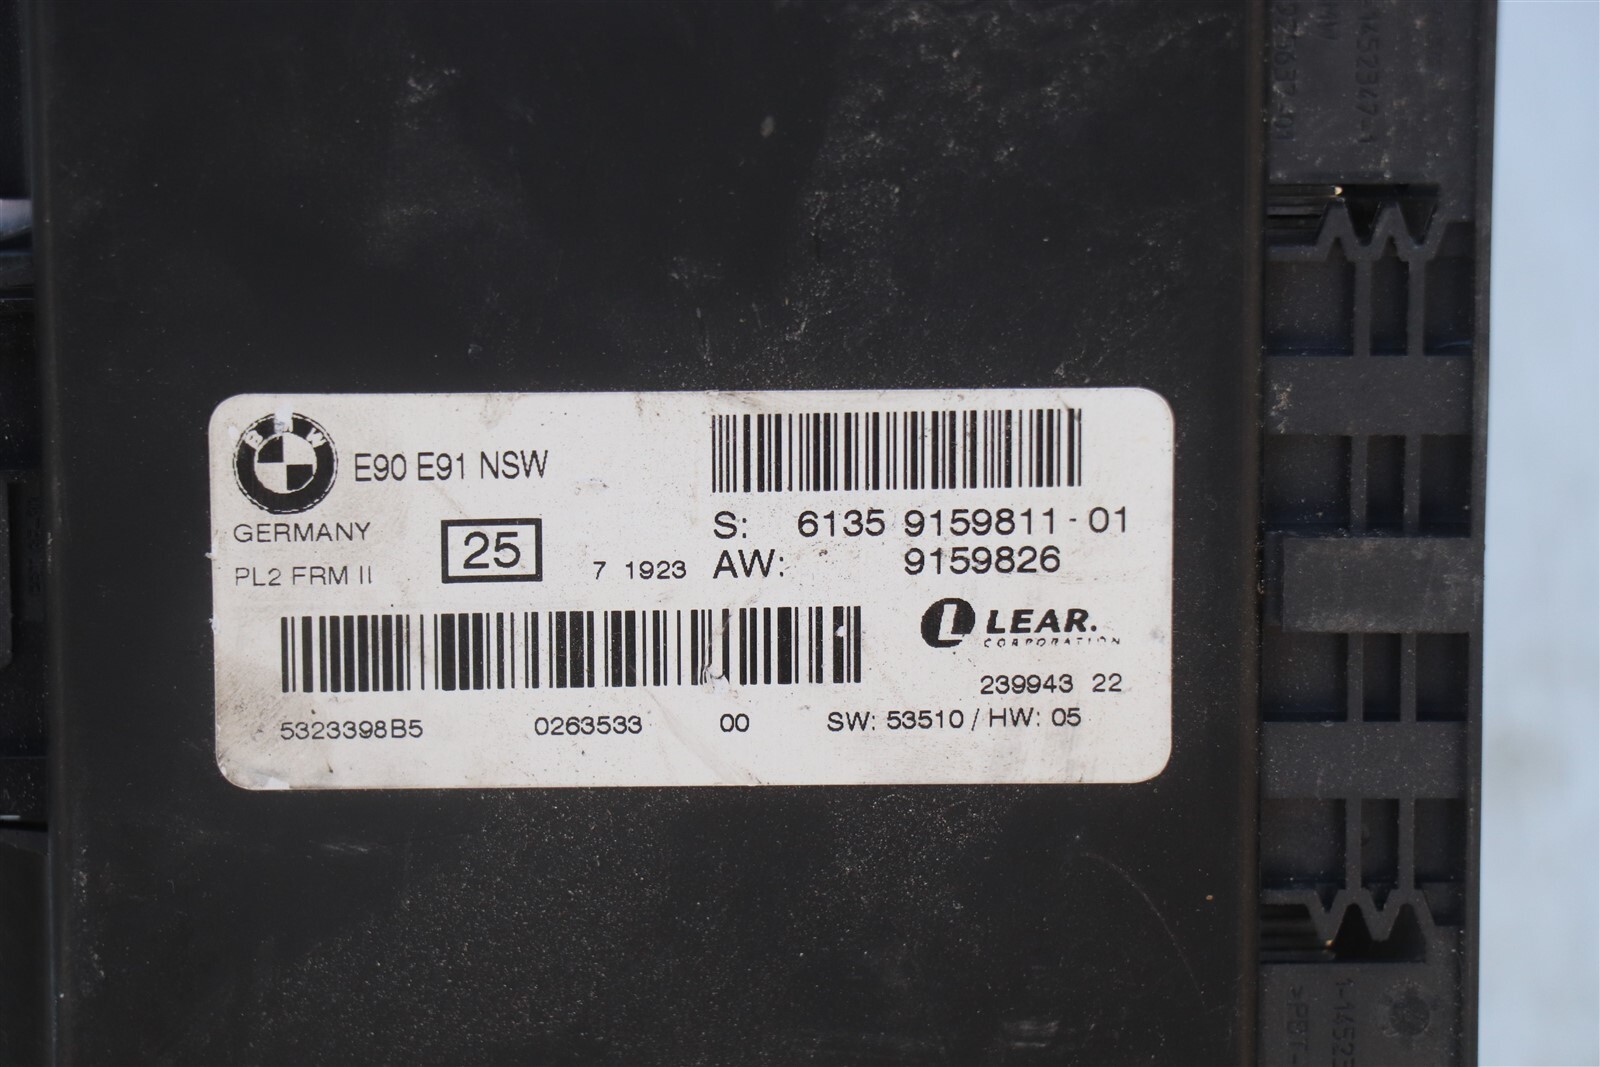 BMW
E90 E91 NSW
GERMANY
PL2 FRM II
25
7 1923
S: 6135 9159811-01
AW: 9159826
L LEAR.
CORPORATION
239943 22
5323398B5 0263533 00 SW: 53510 / HW: 05